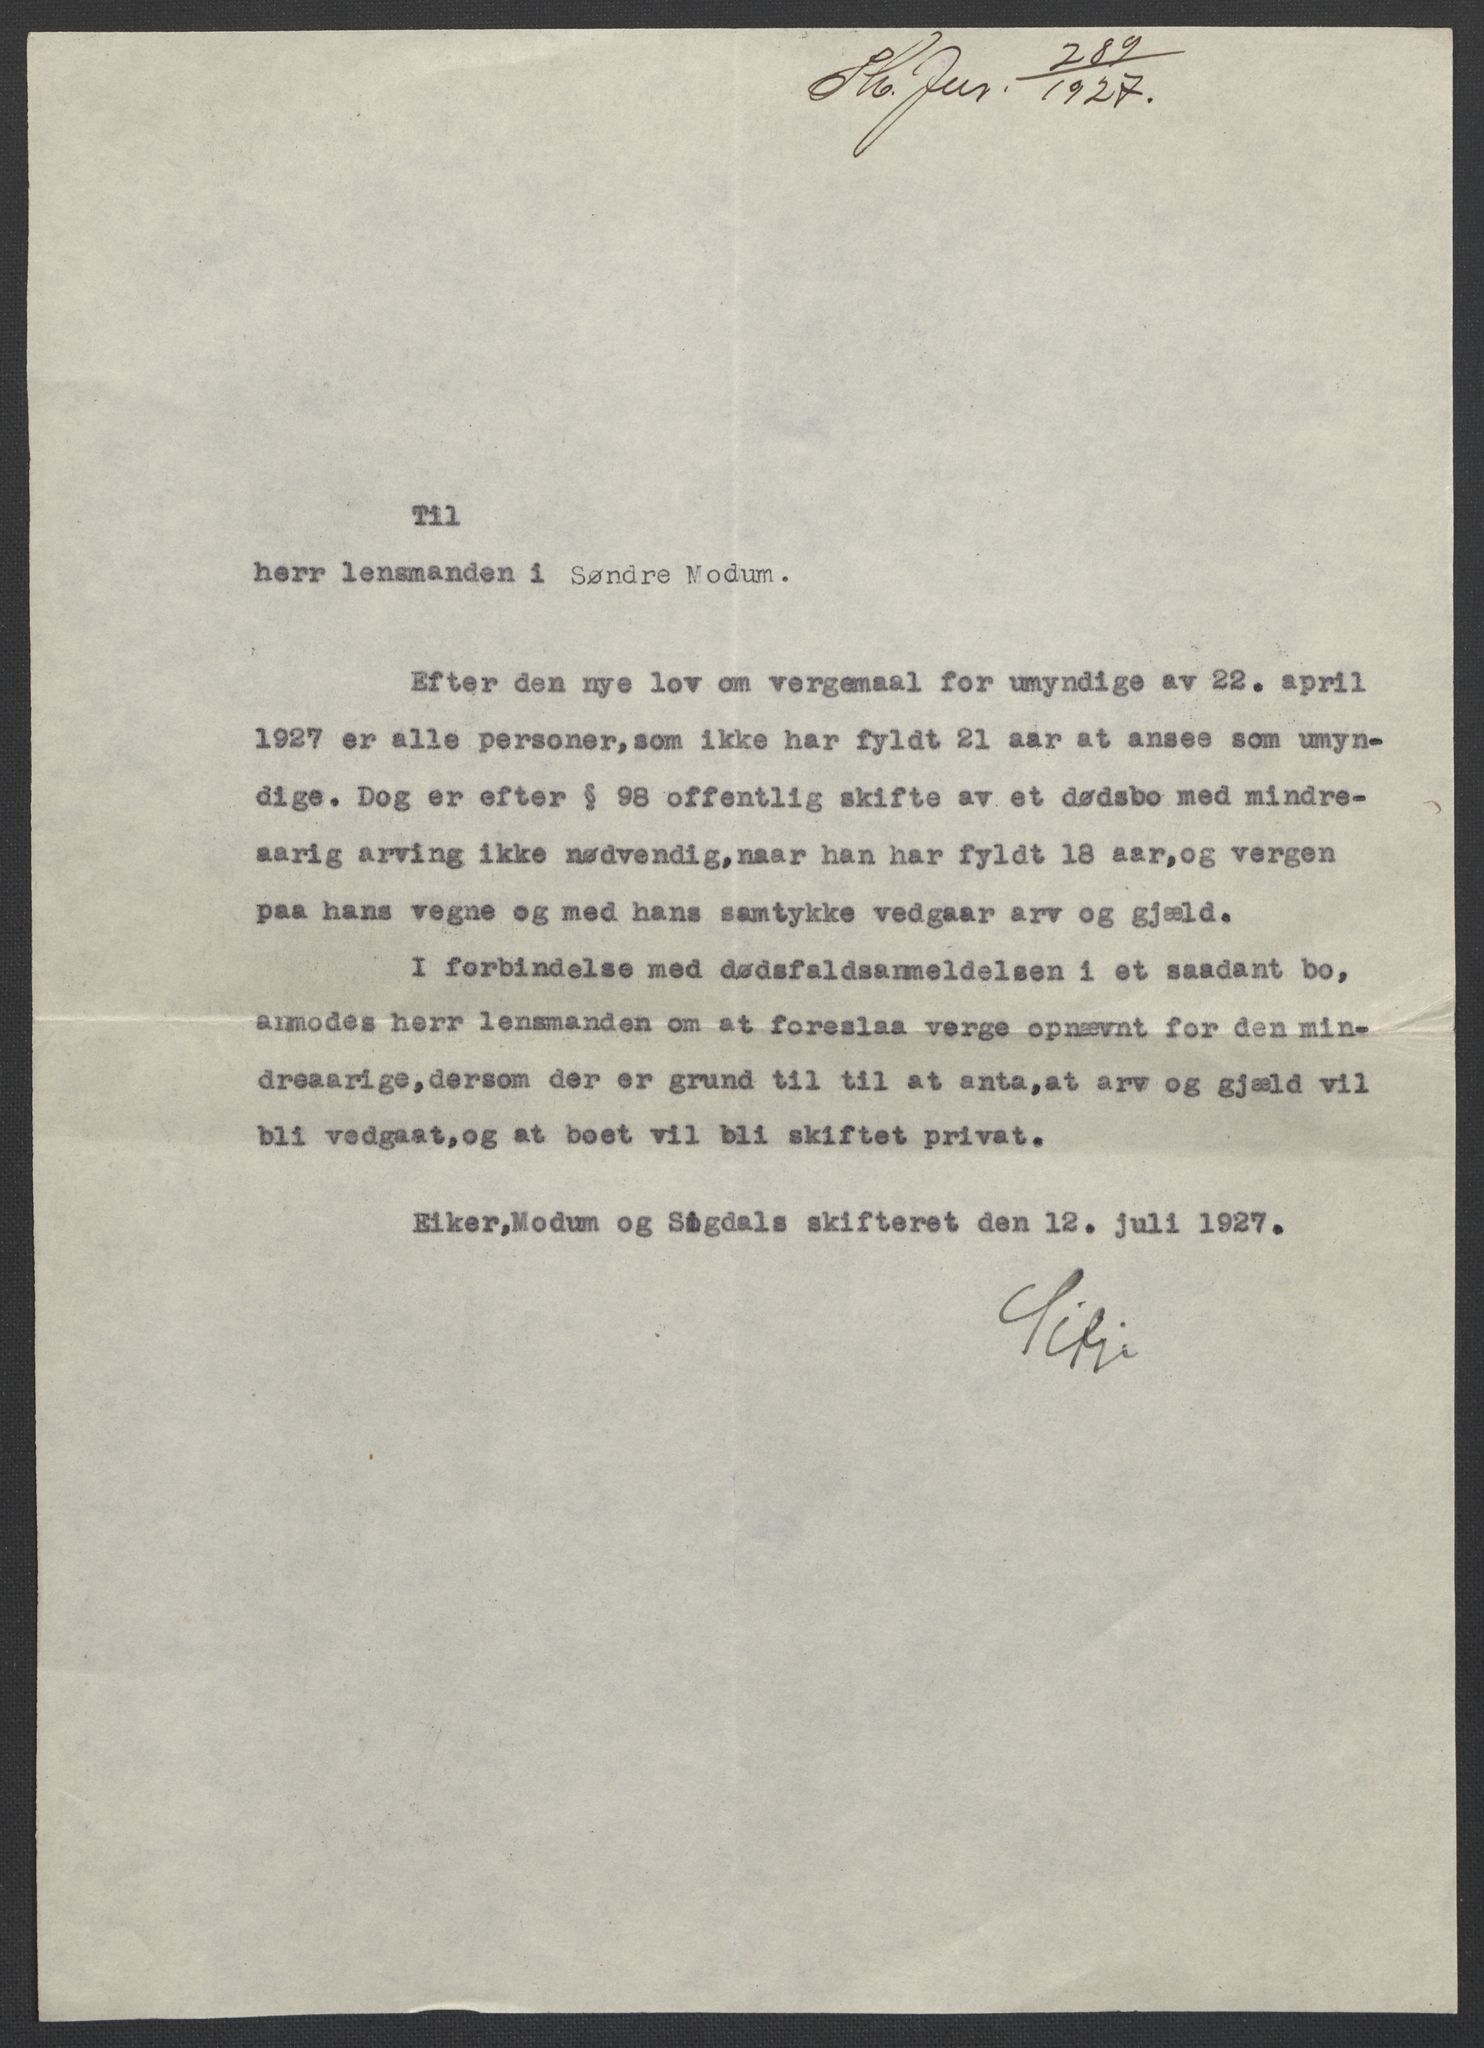 Sk. Jur. 289/1927.
Til
herr lensmanden i Søndre Modum.
Efter den nye lov om vergemaal for umyndige av 22. april
1927 er alle personer,som ikke har fyldt 21 aar at ansee som umyn-
dige. Dog er efter § 98 offentlig skifte av et dødsbo med mindre-
aarig arving ikke nødvendig,naar han har fyldt 18 aar,og vergen
paa hans vegne og med hans samtykke vedgaar arv og gjæld.
I forbindelse med dødsfaldsanmeldelsen i et saadant bo,
anmodes herr lensmanden om at foreslaa verge opnævnt for den min-
dreaarige,dersom der er grund til til at anta,at arv og gjæld vil
bli vedgaat,og at boet vil bli skiftet privat.
Eiker,Modum og Sigdals skifteret den 12. juli 1927.